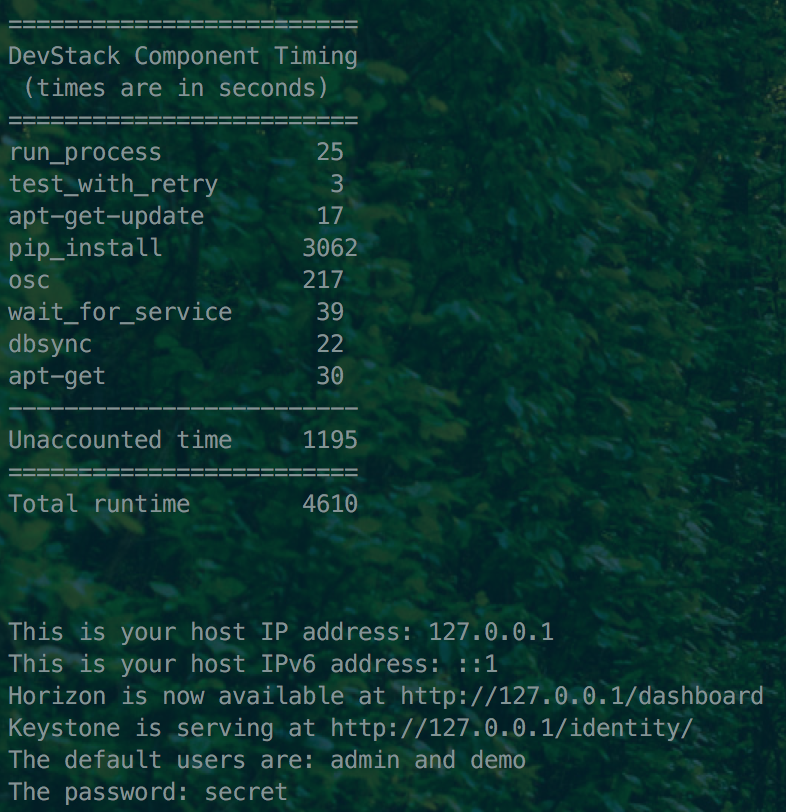 =========================
DevStack Component Timing
 (times are in seconds)
=========================
run_process           25
test_with_retry        3
apt-get-update        17
pip_install          3062
osc                  217
wait_for_service      39
dbsync                22
apt-get               30
-------------------------
Unaccounted time     1195
=========================
Total runtime        4610
This is your host IP address: 127.0.0.1
This is your host IPv6 address: ::1
Horizon is now available at http://127.0.0.1/dashboard
Keystone is serving at http://127.0.0.1/identity/
The default users are: admin and demo
The password: secret